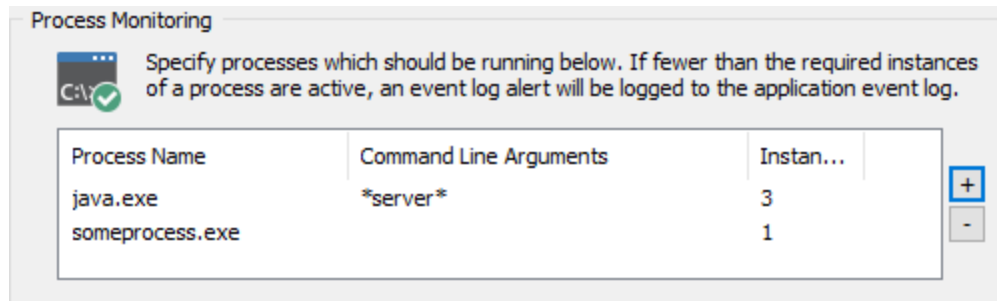 Process Monitoring
Specify processes which should be running below. If fewer than the required instances
of a process are active, an event log alert will be logged to the application event log.
C:\
Process Name Command Line Arguments Instan...
java.exe *server* 3
someprocess.exe 1
+
-